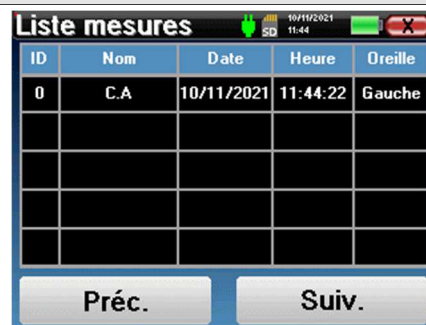 Liste mesures SD 10/11/2021 11:44 X
ID Nom Date Heure Oreille
0 C.A 10/11/2021 11:44:22 Gauche
Préc. Suiv.